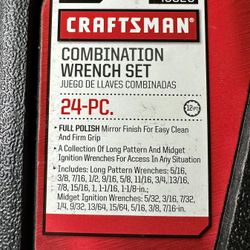 CRAFTSMAN®
COMBINATION
WRENCH SET
JUEGO DE LLAVES COMBINADAS
24-PC.
12PT
• FULL POLISH Mirror Finish For Easy Clean
And Firm Grip
• A Collection Of Long Pattern And Midget
Ignition Wrenches For Access In Any Situation
• Includes: Long Pattern Wrenches: 5/16,
3/8, 7/16, 1/2, 9/16, 5/8, 11/16, 3/4, 13/16,
7/8, 15/16, 1, 1-1/16, 1-1/8-in.;
Midget Ignition Wrenches: 5/32, 3/16, 7/32,
1/4, 9/32, 13/64, 15/64, 5/16, 3/8, 7/16-in.